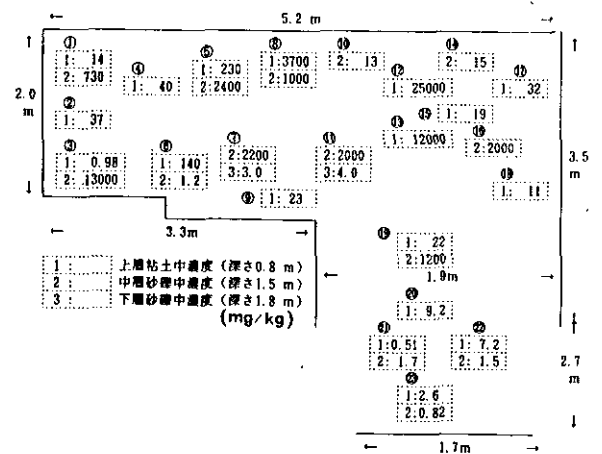 5.2 m
2.0 m
3.5 m
① 1: 14
2: 730
② 1: 37
③ 1: 0.98
2: 13000
④ 1: 40
⑤ 1: 230
2:2400
⑥ 1: 140
2: 1.2
⑦ 2:2200
3:3.0
⑧ 1:3700
2:1000
⑨ 1: 23
⑩ 2: 13
⑪ 2:2000
3:4.0
⑫ 1: 25000
⑬ 1: 12000
⑭ 2: 15
⑮ 1: 19
⑯ 2:2000
1: 32
1: 11
⑲ 1: 22
2:1200
⑳ 1: 9.2
㉑ 1:0.51
2: 1.7
㉒ 1: 7.2
2: 1.5
㉓ 1:2.6
2:0.82
3.3m
1.9m
2.7 m
1.7m
1 : 上層粘土中濃度 (深さ0.8 m)
2 : 中層砂礫中濃度 (深さ1.5 m)
3 : 下層砂礫中濃度 (深さ1.8 m)
(mg/kg)